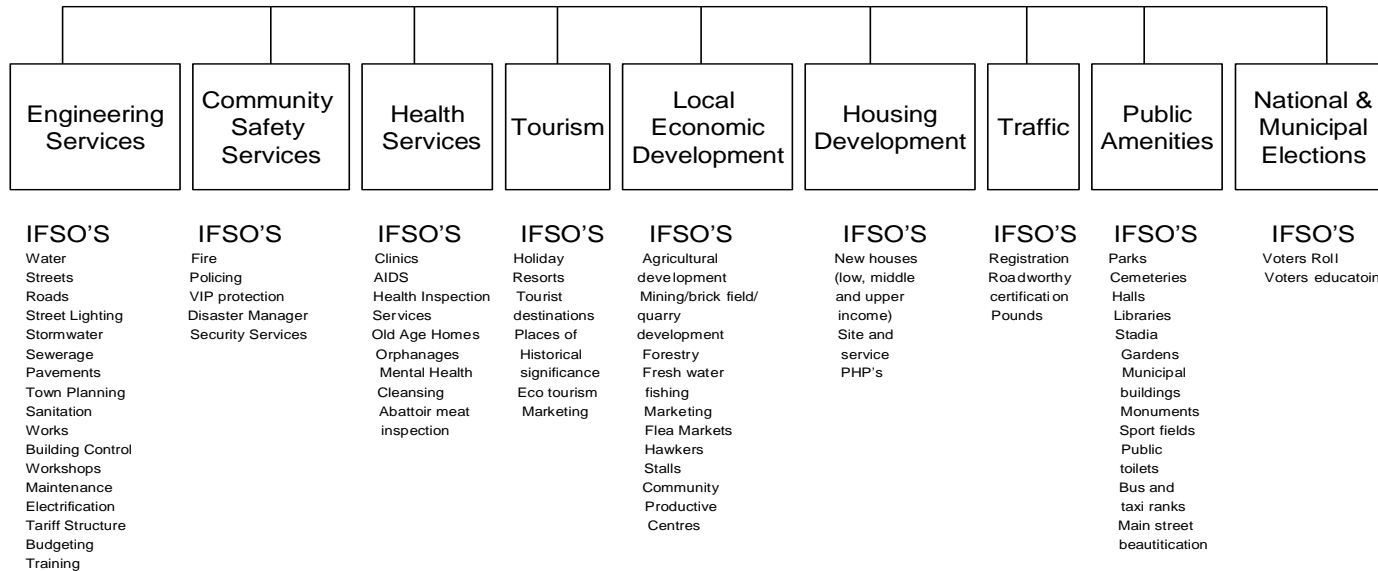 Engineering
Services
Community
Safety
Services
Health
Services
Tourism
Local
Economic
Development
Housing
Development
Traffic
Public
Amenities
National &
Municipal
Elections
IFSO'S
Water
Streets
Roads
Street Lighting
Stormwater
Sewerage
Pavements
Town Planning
Sanitation
Works
Building Control
Workshops
Maintenance
Electrification
Tariff Structure
Budgeting
Training
IFSO'S
Fire
Policing
VIP protection
Disaster Manager
Security Services
IFSO'S
Clinics
AIDS
Health Inspection
Services
Old Age Homes
Orphanages
Mental Health
Cleansing
Abattoir meat
inspection
IFSO'S
Holiday
Resorts
Tourist
destinations
Places of
Historical
significance
Eco tourism
Marketing
IFSO'S
Agricultural
development
Mining/brick field/
quarry
development
Forestry
Fresh water
fishing
Marketing
Flea Markets
Hawkers
Stalls
Community
Productive
Centres
IFSO'S
New houses
(low, middle
and upper
income)
Site and
service
PHP's
IFSO'S
Registration
Roadworthy
certification
Pounds
IFSO'S
Parks
Cemeteries
Halls
Libraries
Stadia
Gardens
Municipal
buildings
Monuments
Sport fields
Public
toilets
Bus and
taxi ranks
Main street
beautitication
IFSO'S
Voters Roll
Voters educatoin